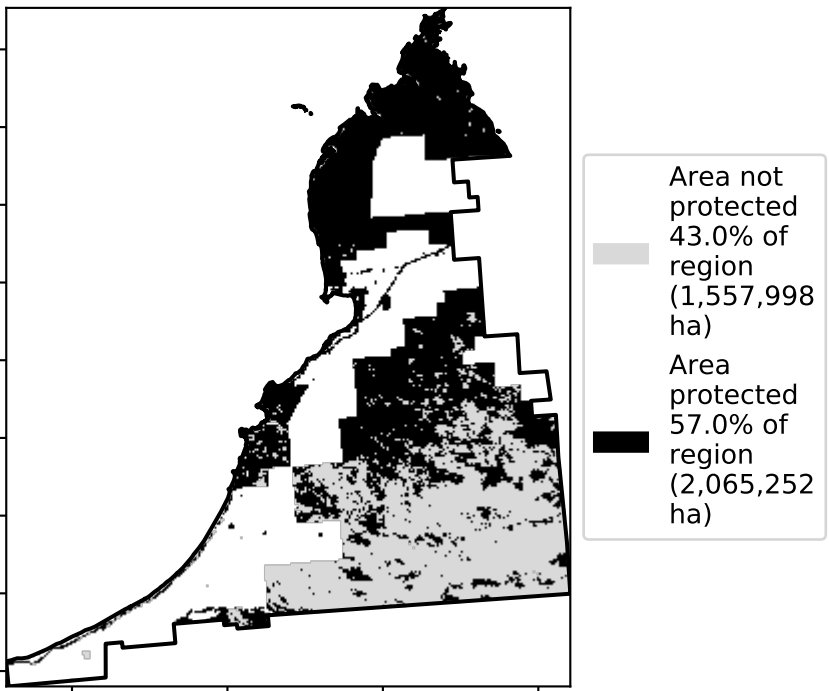 Area not
protected
43.0% of
region
(1,557,998
ha)
Area
protected
57.0% of
region
(2,065,252
ha)